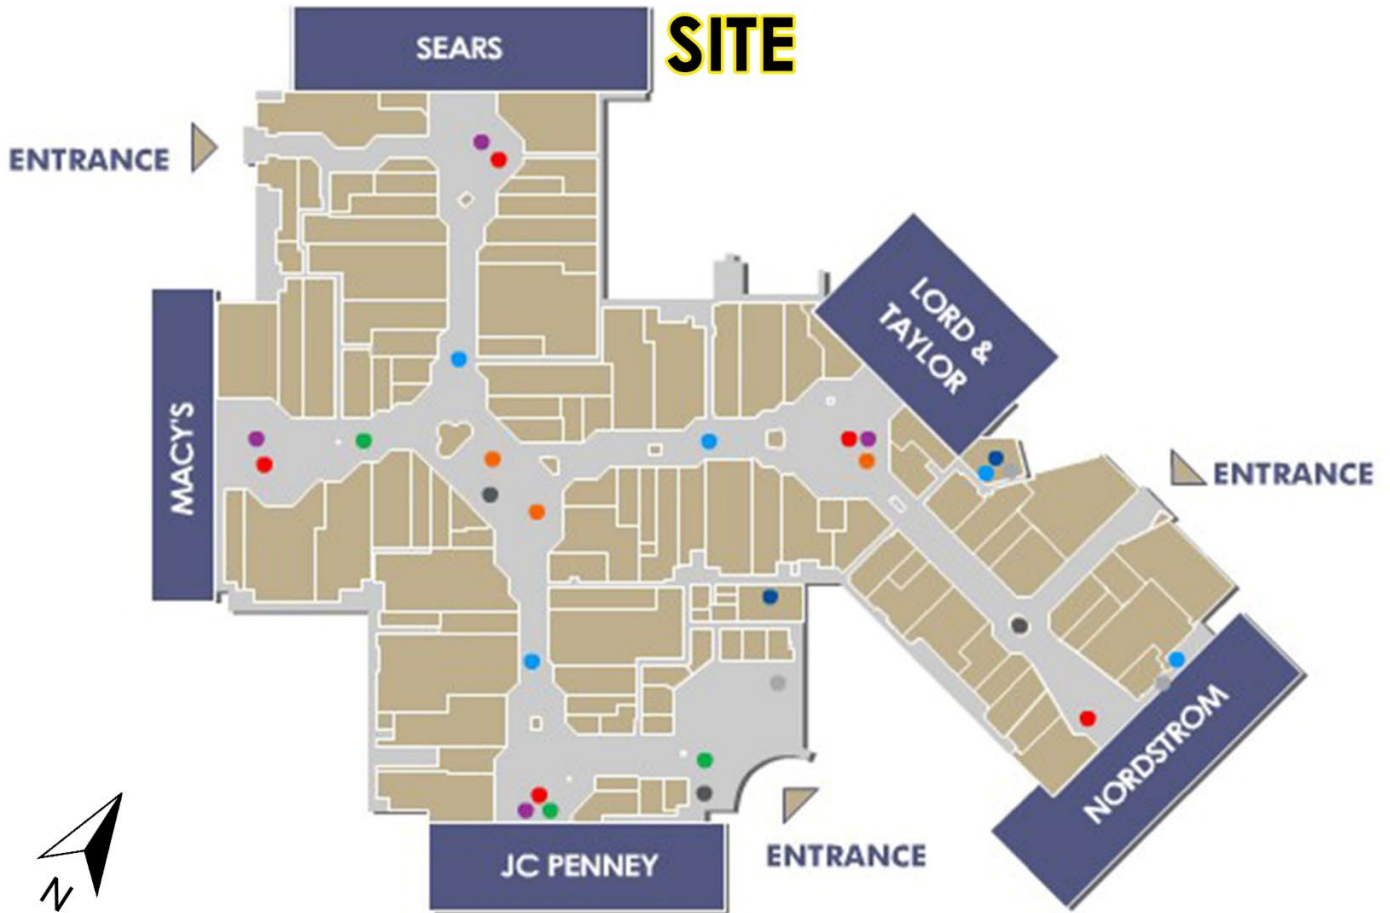 SITE
SEARS
ENTRANCE
LORD &
TAYLOR
MACY'S
ENTRANCE
NORDSTROM
JC PENNEY
ENTRANCE
N